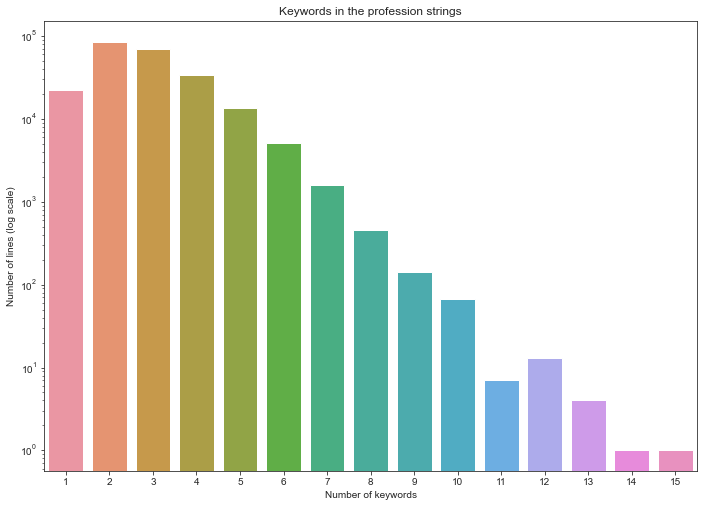 Keywords in the profession strings
Number of lines (log scale)
10^5
10^4
10^3
10^2
10^1
10^0
1 2 3 4 5 6 7 8 9 10 11 12 13 14 15
Number of keywords